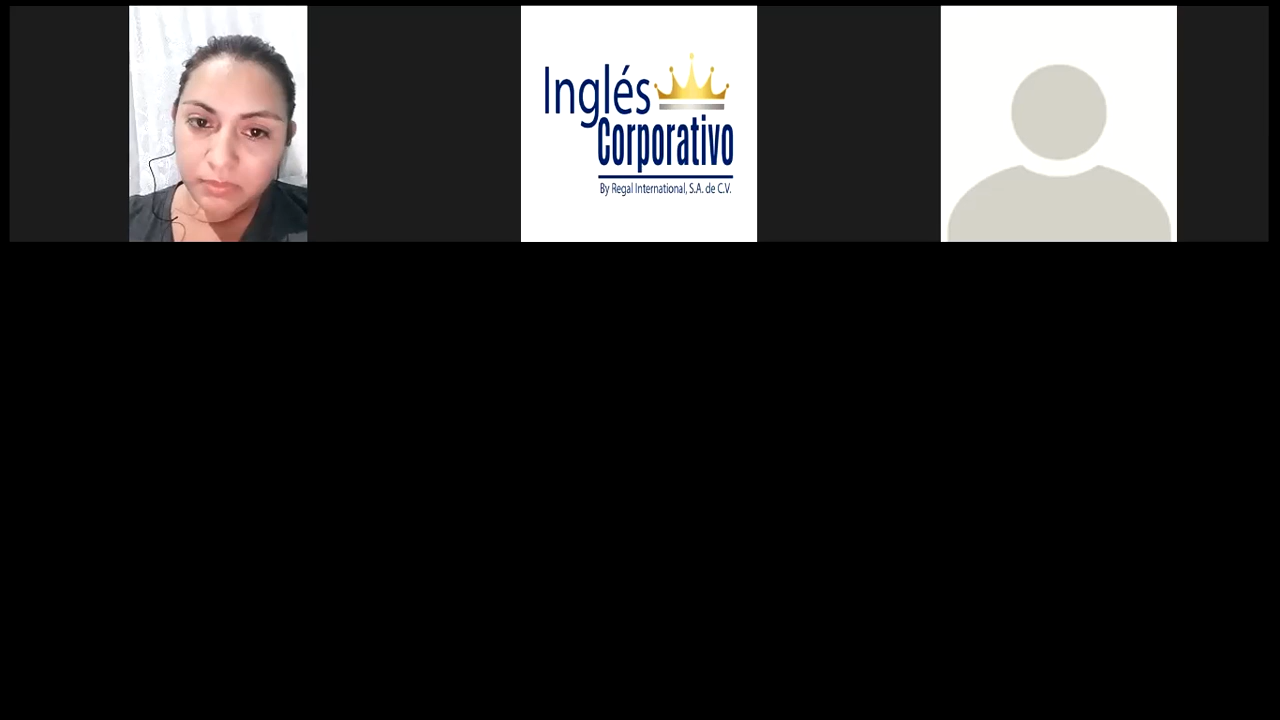 Inglés
Corporativo
By Regal International, S.A. de C.V.